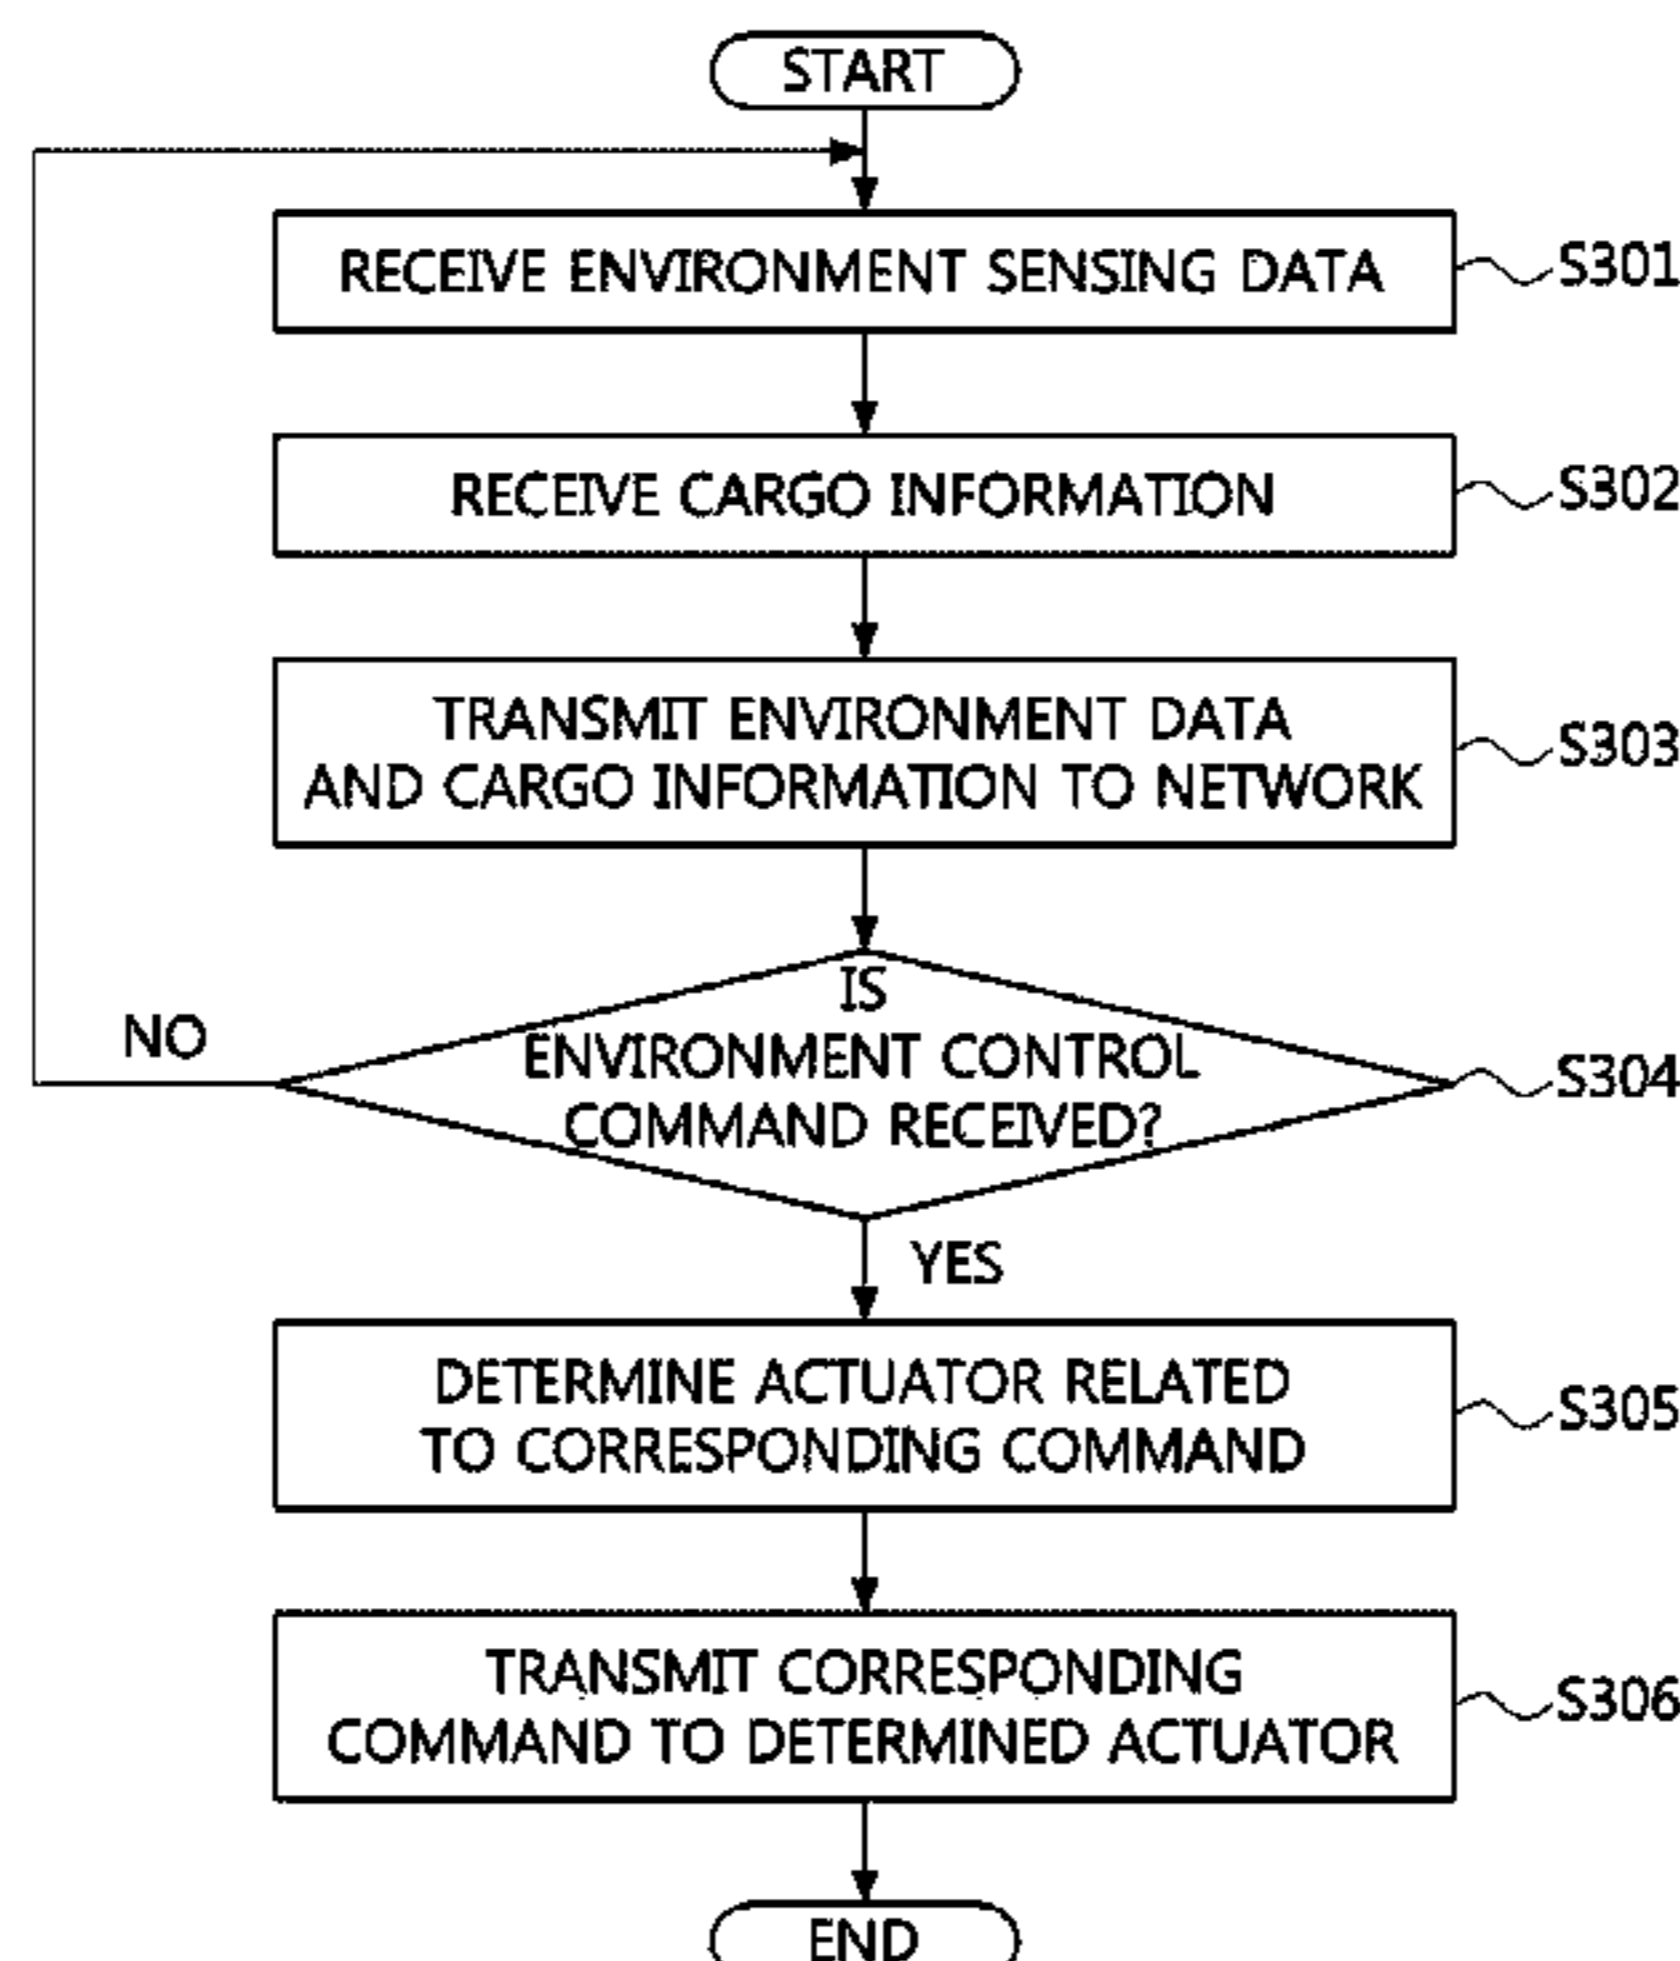 START
RECEIVE ENVIRONMENT SENSING DATA
S301
RECEIVE CARGO INFORMATION
S302
TRANSMIT ENVIRONMENT DATA
AND CARGO INFORMATION TO NETWORK
S303
IS
ENVIRONMENT CONTROL
COMMAND RECEIVED?
S304
NO
YES
DETERMINE ACTUATOR RELATED
TO CORRESPONDING COMMAND
S305
TRANSMIT CORRESPONDING
COMMAND TO DETERMINED ACTUATOR
S306
END